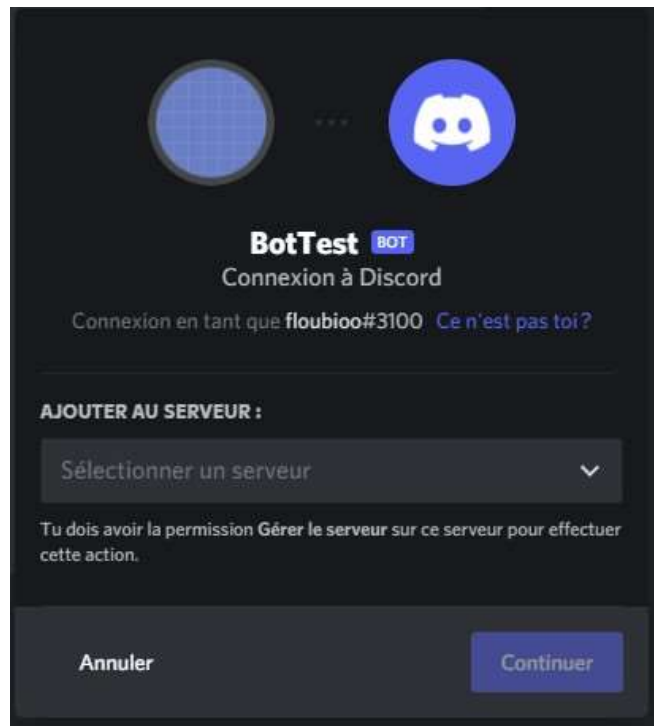 BotTest BOT
Connexion à Discord
Connexion en tant que floubioo#3100 Ce n'est pas toi ?
AJOUTER AU SERVEUR :
Sélectionner un serveur
Tu dois avoir la permission Gérer le serveur sur ce serveur pour effectuer
cette action.
Annuler
Continuer